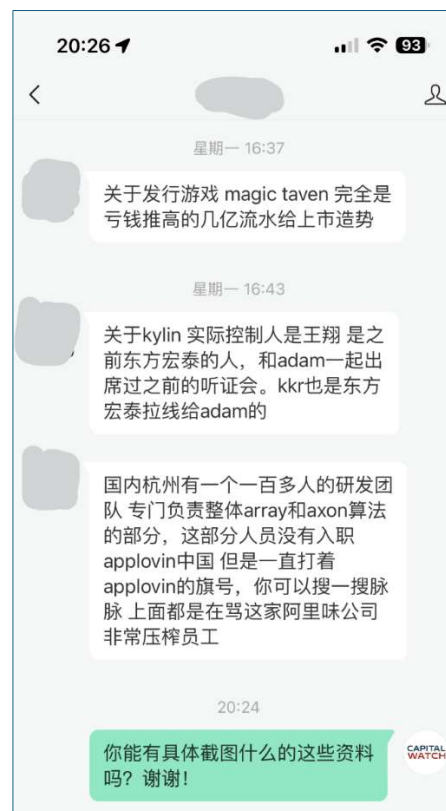 20:26
93
星期一 16:37
关于发行游戏 magic taven 完全是
亏钱推高的几亿流水给上市造势
星期一 16:43
关于kylin 实际控制人是王翔 是之
前东方宏泰的人，和adam一起出
席过之前的听证会。kkr也是东方
宏泰拉线给adam的
国内杭州有一个一百多人的研发团
队 专门负责整体array和axon算法
的部分，这部分人员没有入职
applovin中国 但是一直打着
applovin的旗号，你可以搜一搜脉
脉 上面都是在骂这家阿里味公司
非常压榨员工
20:24
你能有具体截图什么的这些资料
吗？谢谢！
CAPITAL
WATCH